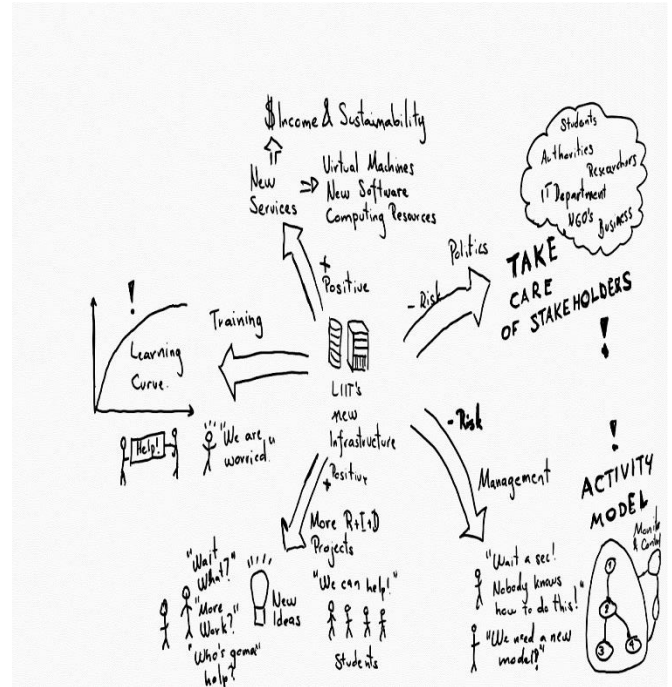 $ Income & Sustainability
New
Services
Virtual Machines
New Software
Computing Resources
+
Positive
Students
Authorities
Researchers
IT Department
NGO's
Business
Politics
- Risk
TAKE
CARE
OF STAKEHOLDERS
!
!
Training
Learning
Curve
Help!
"We are
worried"
LIIT's
new
Infrastructure
+
Positive
More R+I+D
Projects
- Risk
Management
!
ACTIVITY
MODEL
1
2
3
4
"Wait a sec!
Nobody knows
how to do this!"
"We need a new
model?"
"Wait
What?"
"More
Work?"
"Who's gonna
help?
New
Ideas
"We can help!"
Students